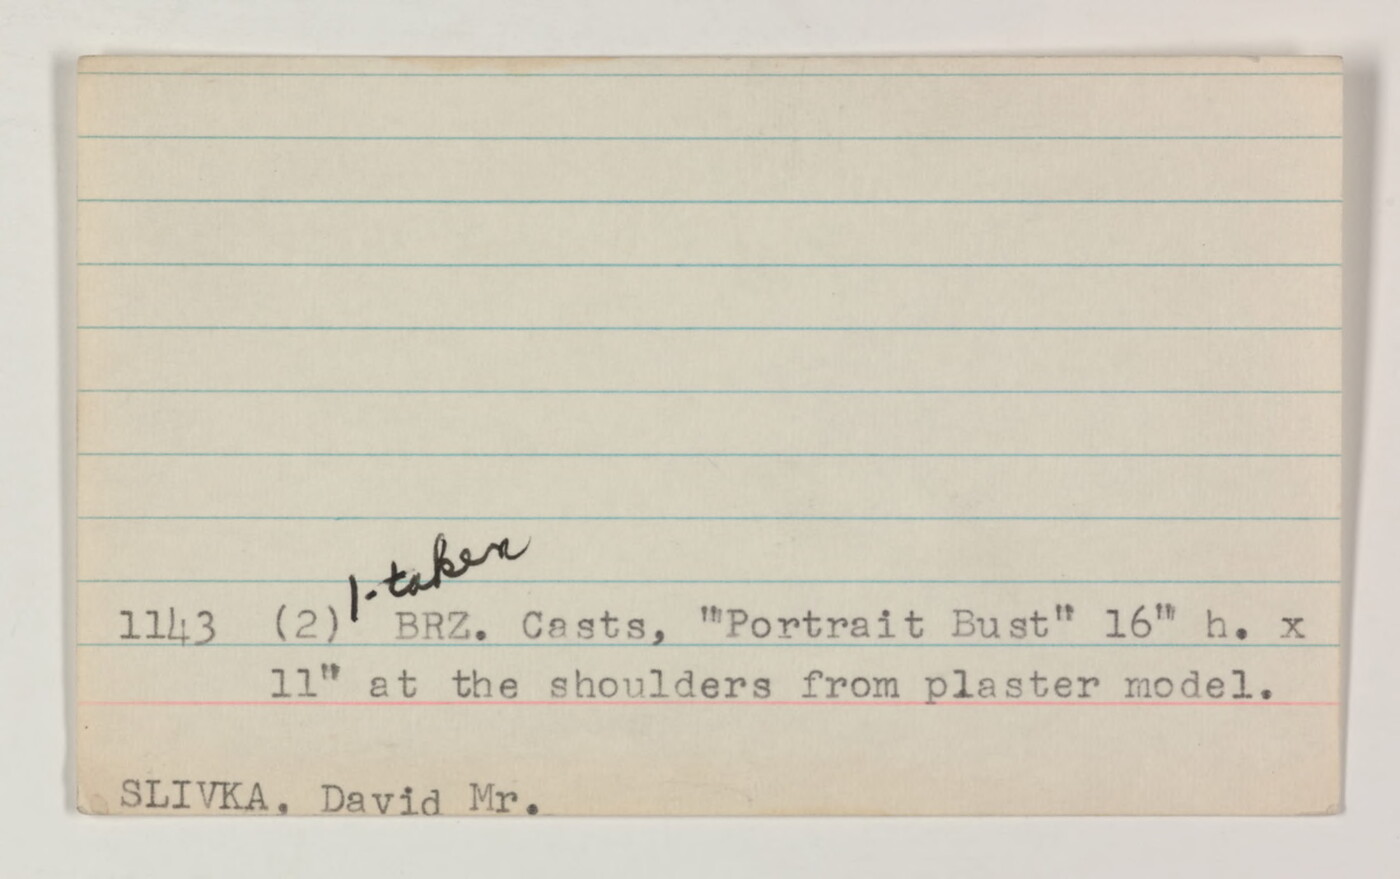 1-taken
1143 (2) BRZ. Casts, "Portrait Bust" 16" h. x
11" at the shoulders from plaster model.
SLIVKA, David Mr.